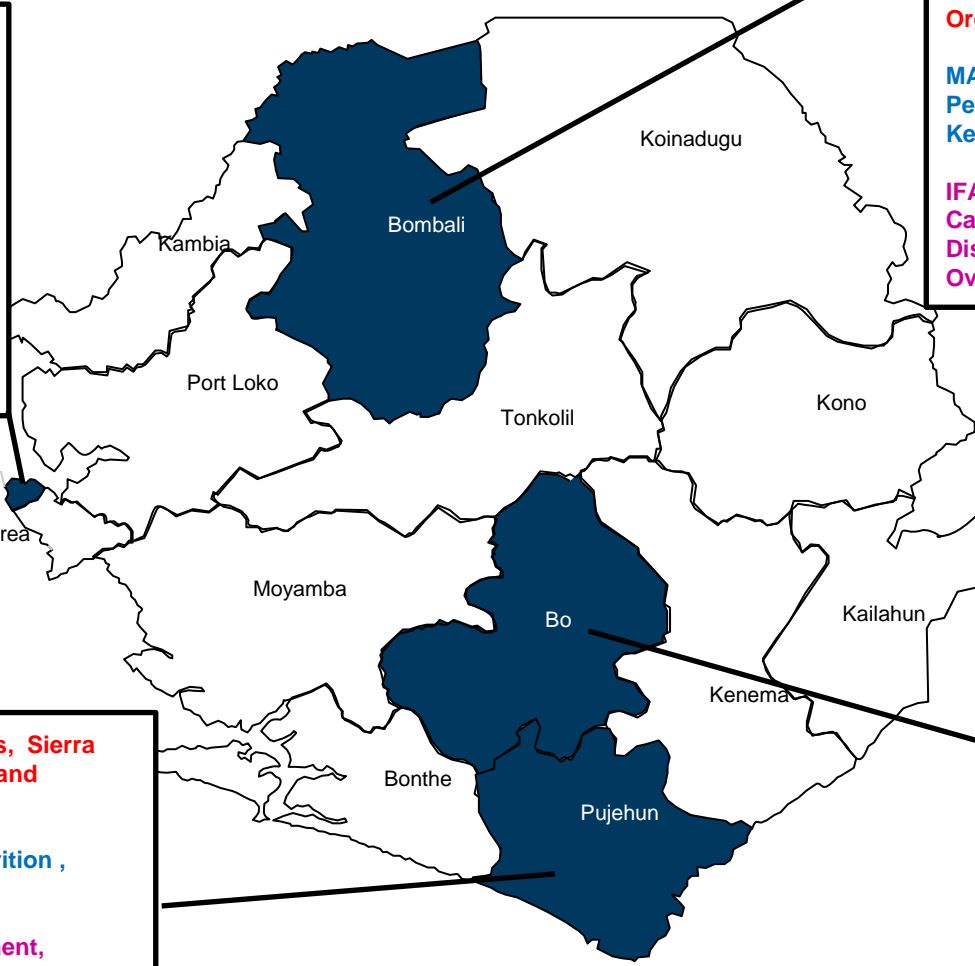 Org
MA
Pe
Ke
IFA
Ca
Dis
Ov
Koinadugu
Bombali
Kambia
Port Loko
Kono
Tonkolil
rea
Moyamba
Bo
Kailahun
Kenema
Bonthe
Pujehun
s, Sierra
and
rition ,
ent,